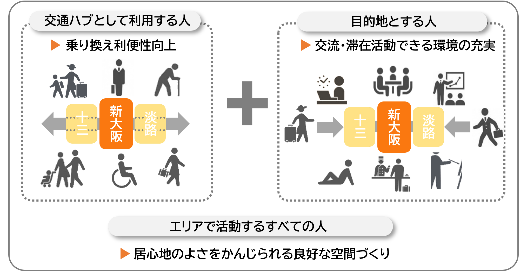 交通ハブとして利用する人
▶ 乗り換え利便性向上
十三
新大阪
淡路
目的地とする人
▶ 交流・滞在活動できる環境の充実
十三
新大阪
淡路
エリアで活動するすべての人
▶ 居心地のよさをかんじられる良好な空間づくり